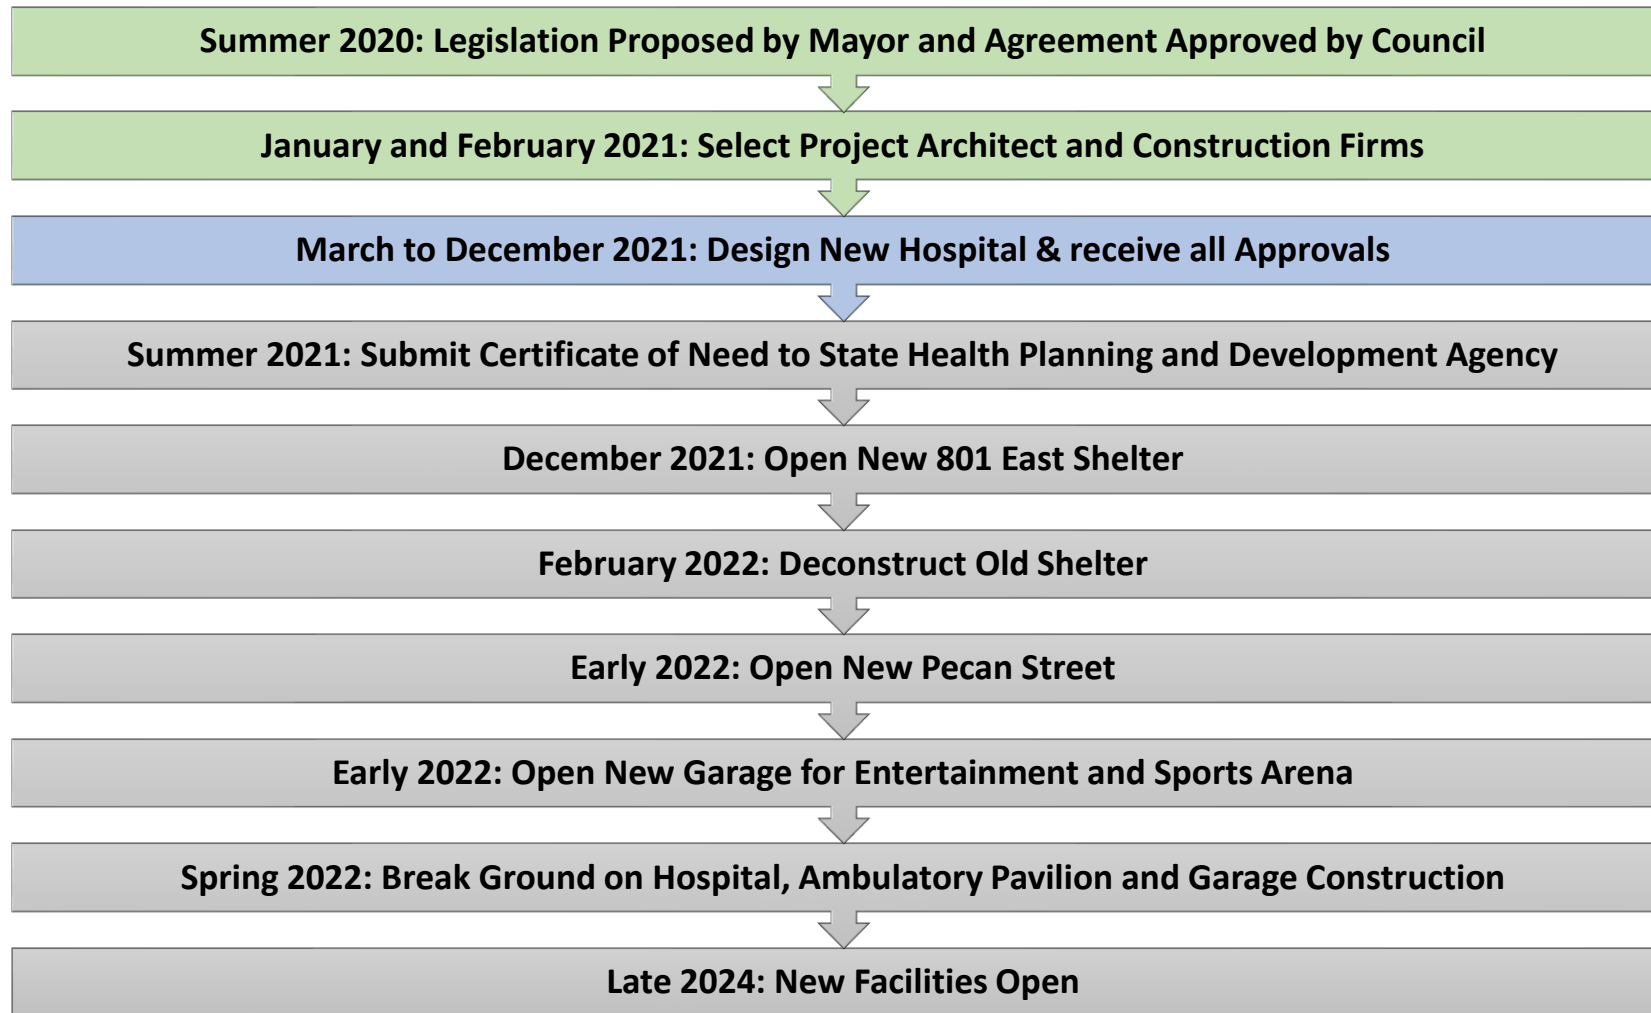 Summer 2020: Legislation Proposed by Mayor and Agreement Approved by Council
January and February 2021: Select Project Architect and Construction Firms
March to December 2021: Design New Hospital & receive all Approvals
Summer 2021: Submit Certificate of Need to State Health Planning and Development Agency
December 2021: Open New 801 East Shelter
February 2022: Deconstruct Old Shelter
Early 2022: Open New Pecan Street
Early 2022: Open New Garage for Entertainment and Sports Arena
Spring 2022: Break Ground on Hospital, Ambulatory Pavilion and Garage Construction
Late 2024: New Facilities Open